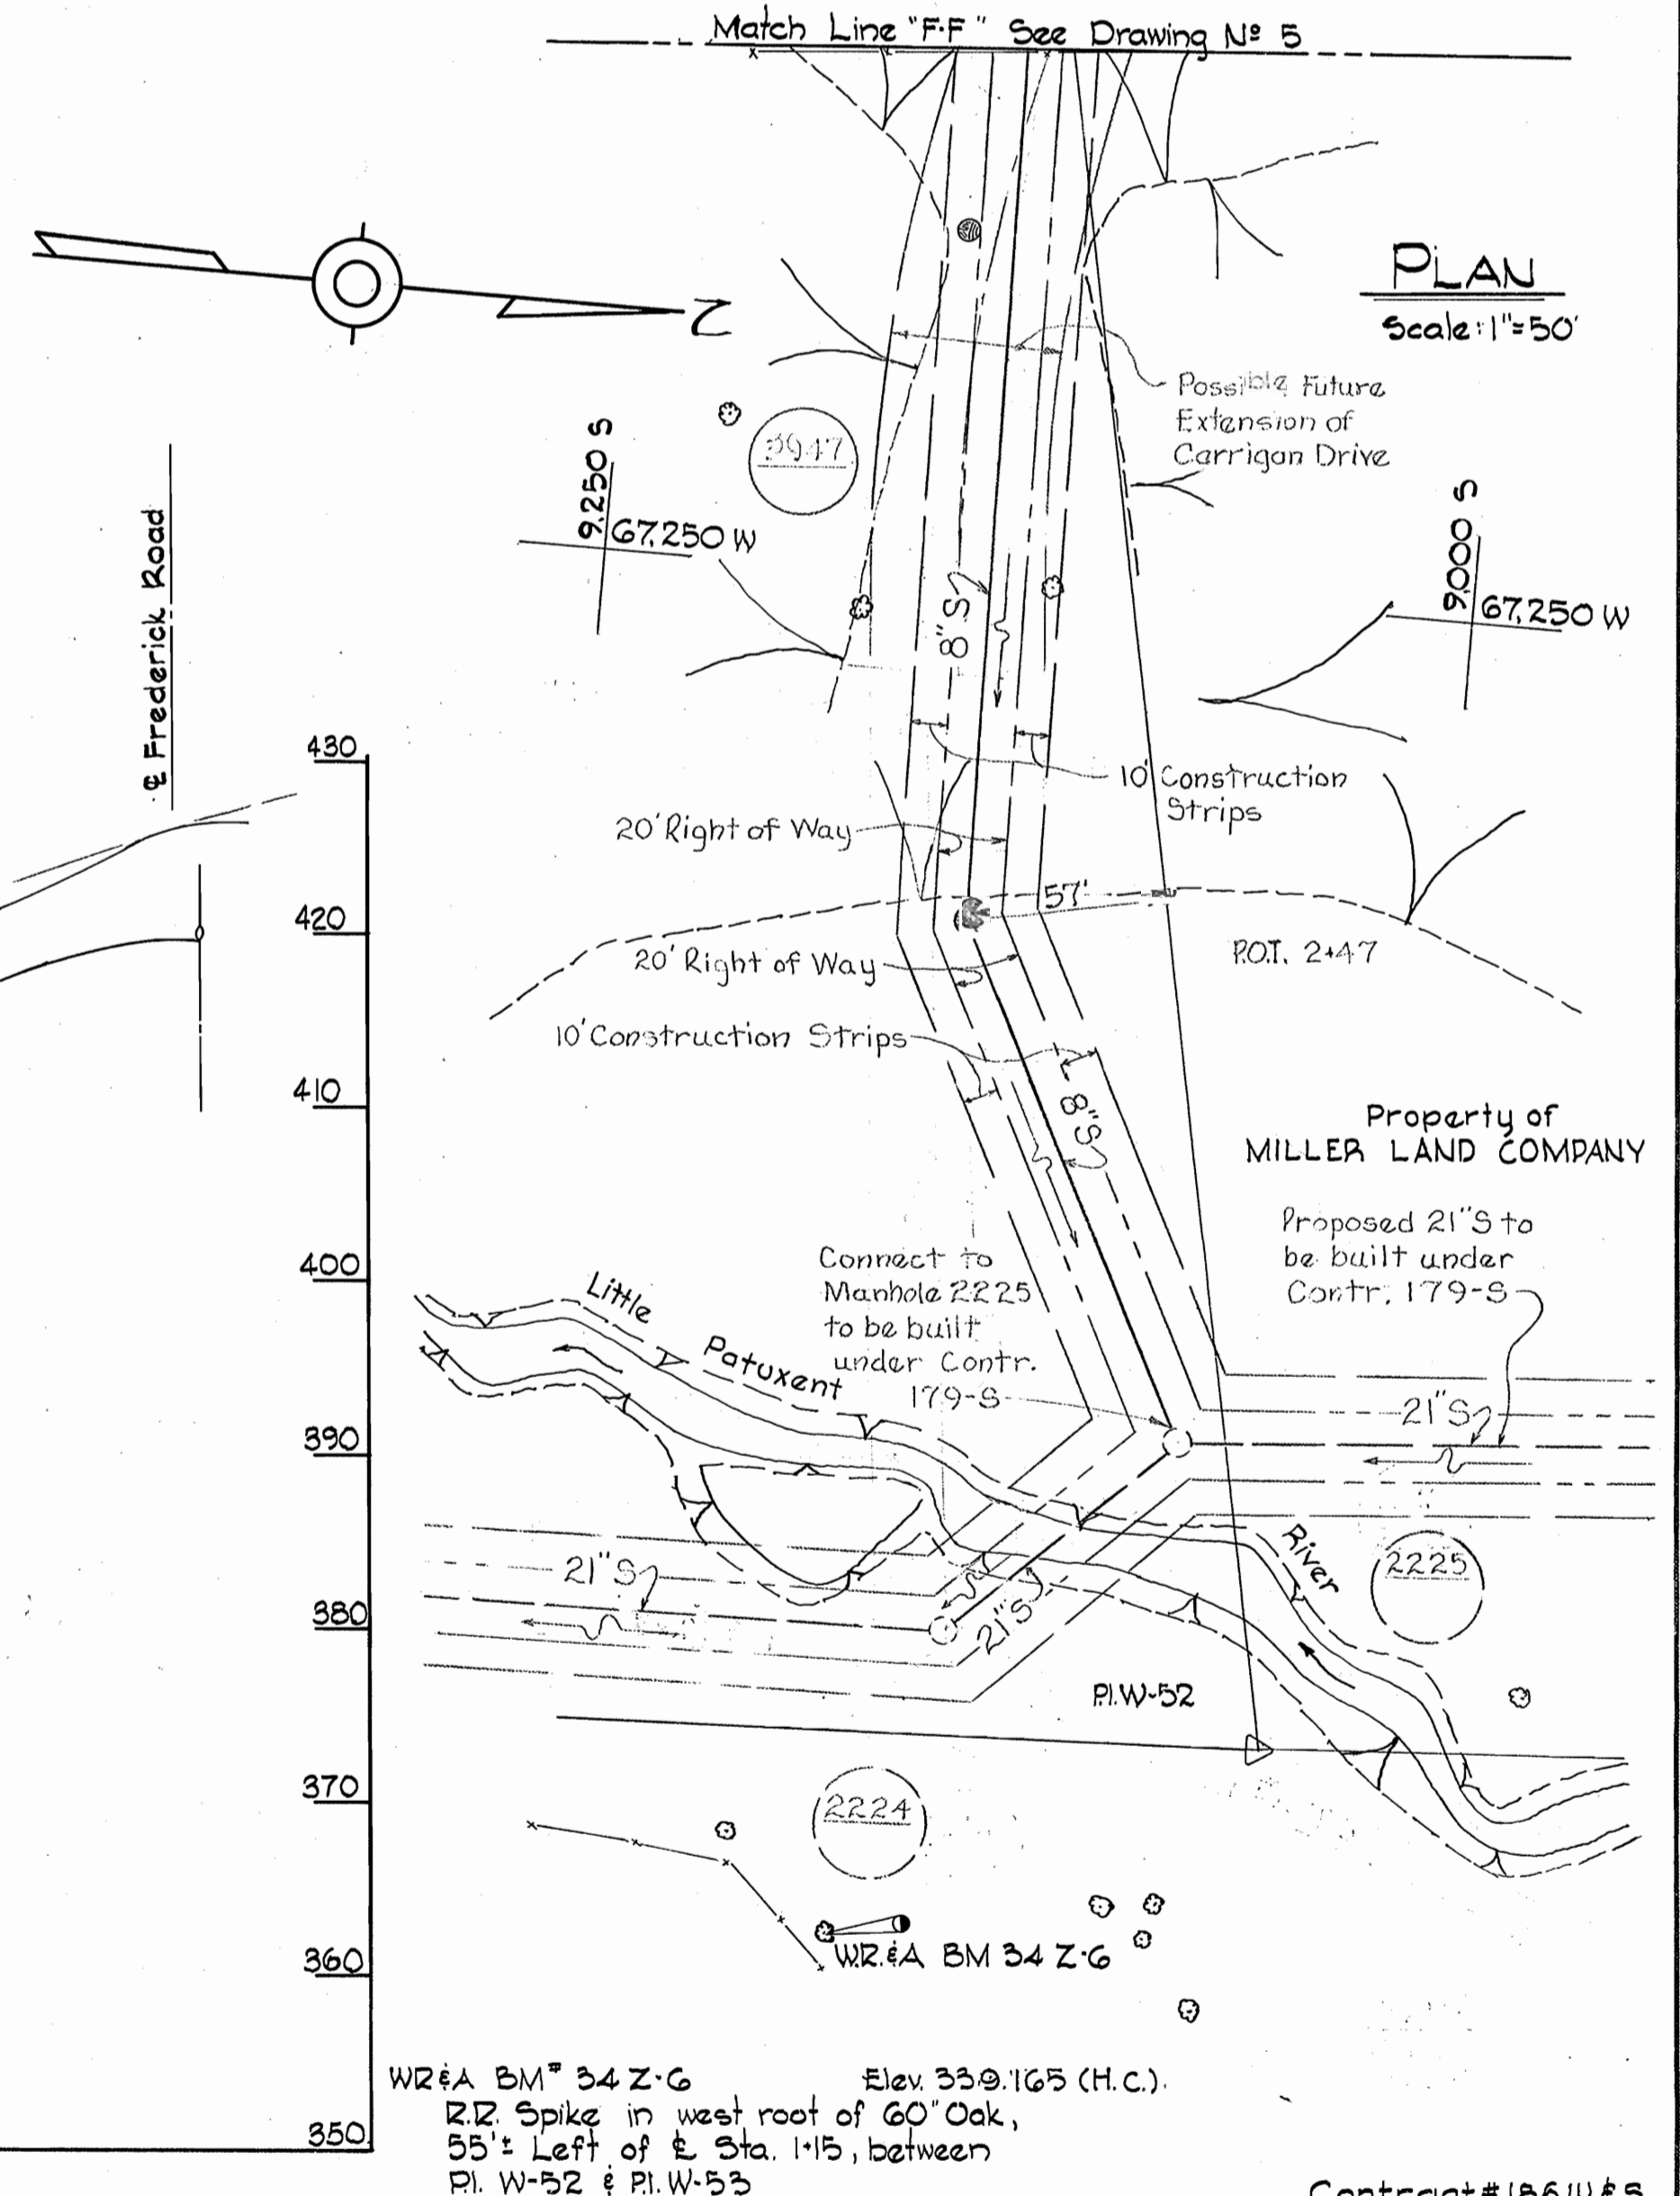 Match Line "F-F" See Drawing Nº 5
Z
PLAN
Scale: 1"=50'
Possible Future
Extension of
Carrigan Drive
3947
9,250 S
67,250 W
9,000 S
67,250 W
℄ Frederick Road
8"S
430
10' Construction
Strips
20' Right of Way
57'
420
20' Right of Way
P.O.T. 2+47
10' Construction Strips
410
8"S
Property of
MILLER LAND COMPANY
Proposed 21"S to
be built under
Contr. 179-S
Connect to
Manhole 2225
to be built
under Contr.
179-S
400
Little
Patuxent
River
21"S
390
2225
21"S
380
21"S
P.I. W-52
370
2224
360
W.R.&A BM 34 Z-6
WR&A BM# 34 Z-6 Elev. 339.165 (H.C.).
R.R. Spike in west root of 60" Oak,
350
55'± Left of ℄ Sta. 1+15, between
P.I. W-52 & P.I. W-53
Contract #